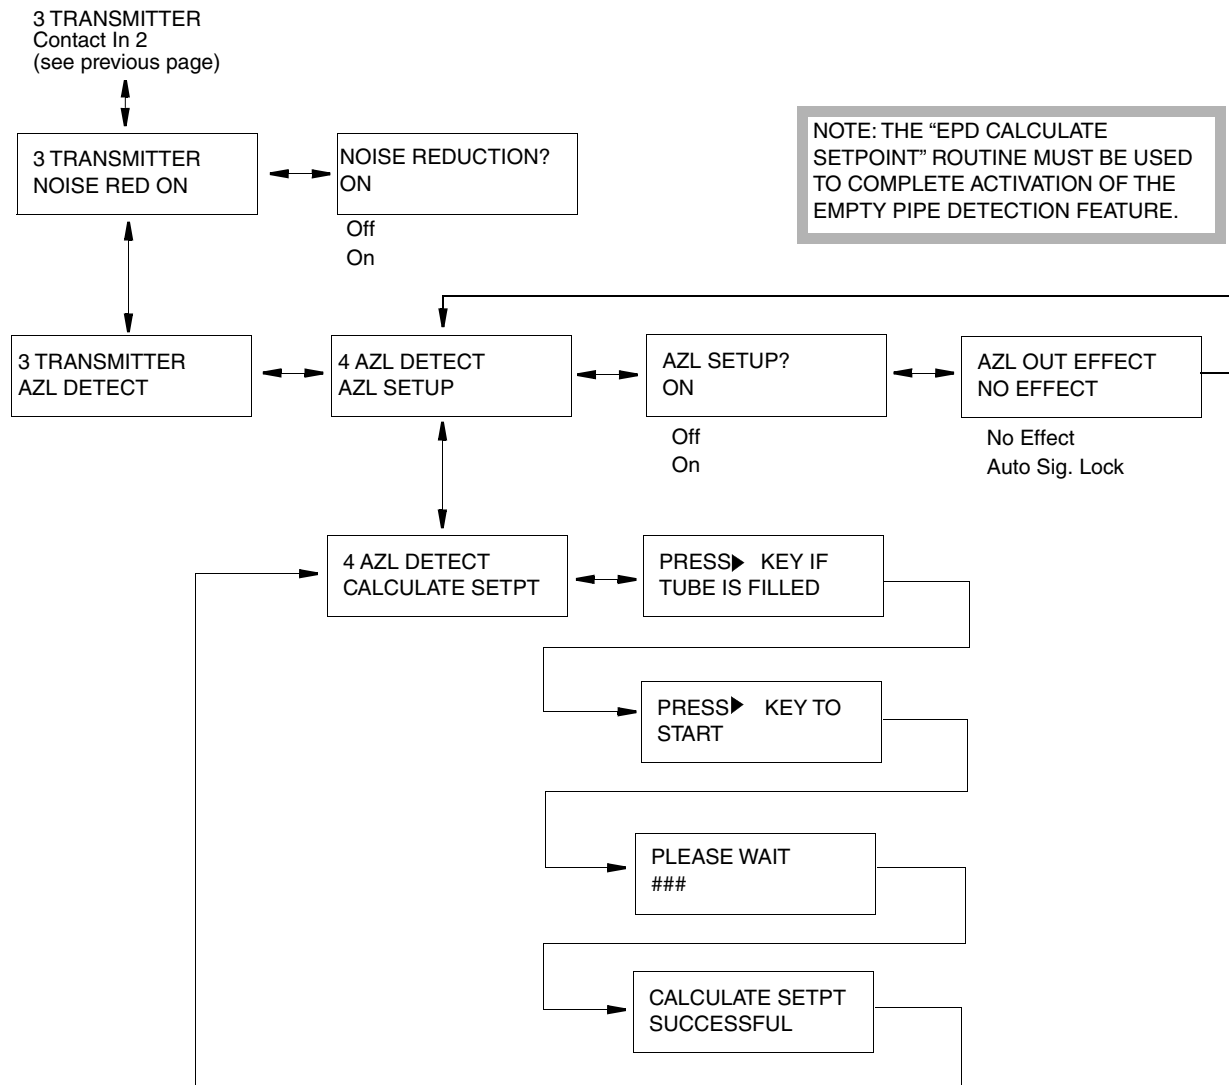 3 TRANSMITTER
Contact In 2
(see previous page)
3 TRANSMITTER
NOISE RED ON
NOISE REDUCTION?
ON
Off
On
NOTE: THE “EPD CALCULATE
SETPOINT” ROUTINE MUST BE USED
TO COMPLETE ACTIVATION OF THE
EMPTY PIPE DETECTION FEATURE.
3 TRANSMITTER
AZL DETECT
4 AZL DETECT
AZL SETUP
AZL SETUP?
ON
Off
On
AZL OUT EFFECT
NO EFFECT
No Effect
Auto Sig. Lock
4 AZL DETECT
CALCULATE SETPT
PRESS▶ KEY IF
TUBE IS FILLED
PRESS▶ KEY TO
START
PLEASE WAIT
###
CALCULATE SETPT
SUCCESSFUL